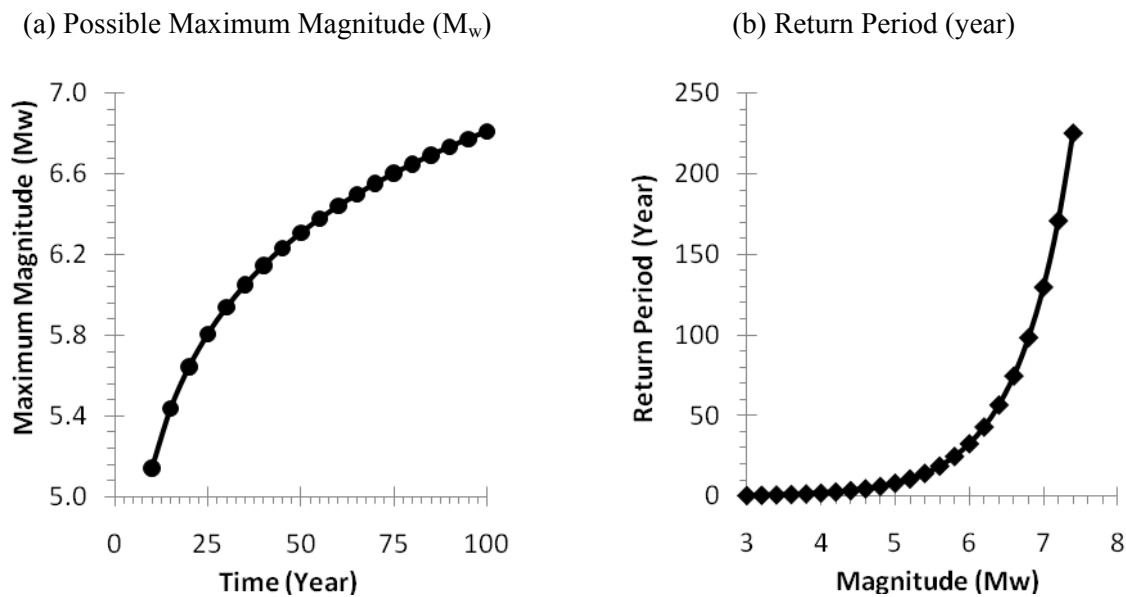 (a) Possible Maximum Magnitude (Mw)
(b) Return Period (year)
Maximum Magnitude (Mw)
7.0
6.6
6.2
5.8
5.4
5.0
0 25 50 75 100
Time (Year)
Return Period (Year)
250
200
150
100
50
0
3 4 5 6 7 8
Magnitude (Mw)